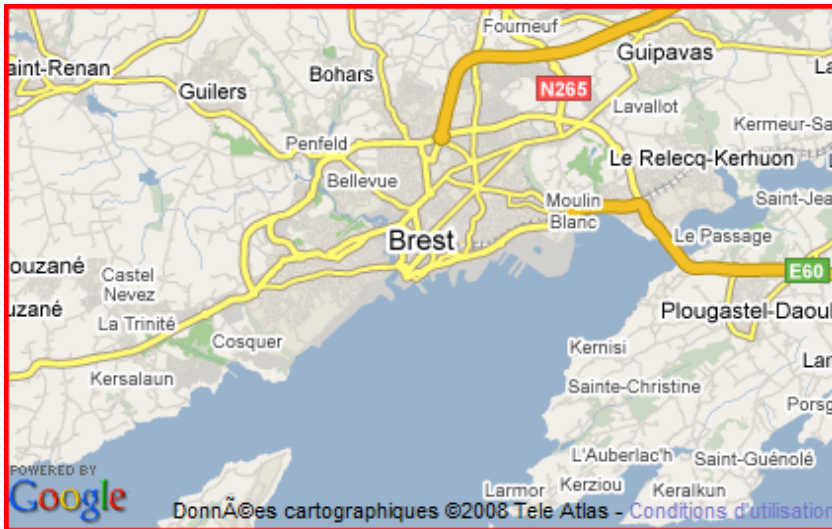 Fourneuf
Guipavas
aint-Renan
Bohars
La
Guilers
N265
Lavallot
Kermeur-Sa
Penfeld
Le Relecq-Kerhuon
Bellevue
Moulin
Blanc
Saint-Jea
Brest
Le Passage
ouzané
Castel
Nevez
E60
uzané
La Trinité
Plougastel-Daoul
Cosquer
Kernisi
Lan
Kersalaun
Sainte-Christine
Porsg
L'Auberlac'h
Saint-Guénolé
POWERED BY
Google
Larmor
Kerziou
Keralkun
DonnÃ©es cartographiques ©2008 Tele Atlas - Conditions d'utilisation